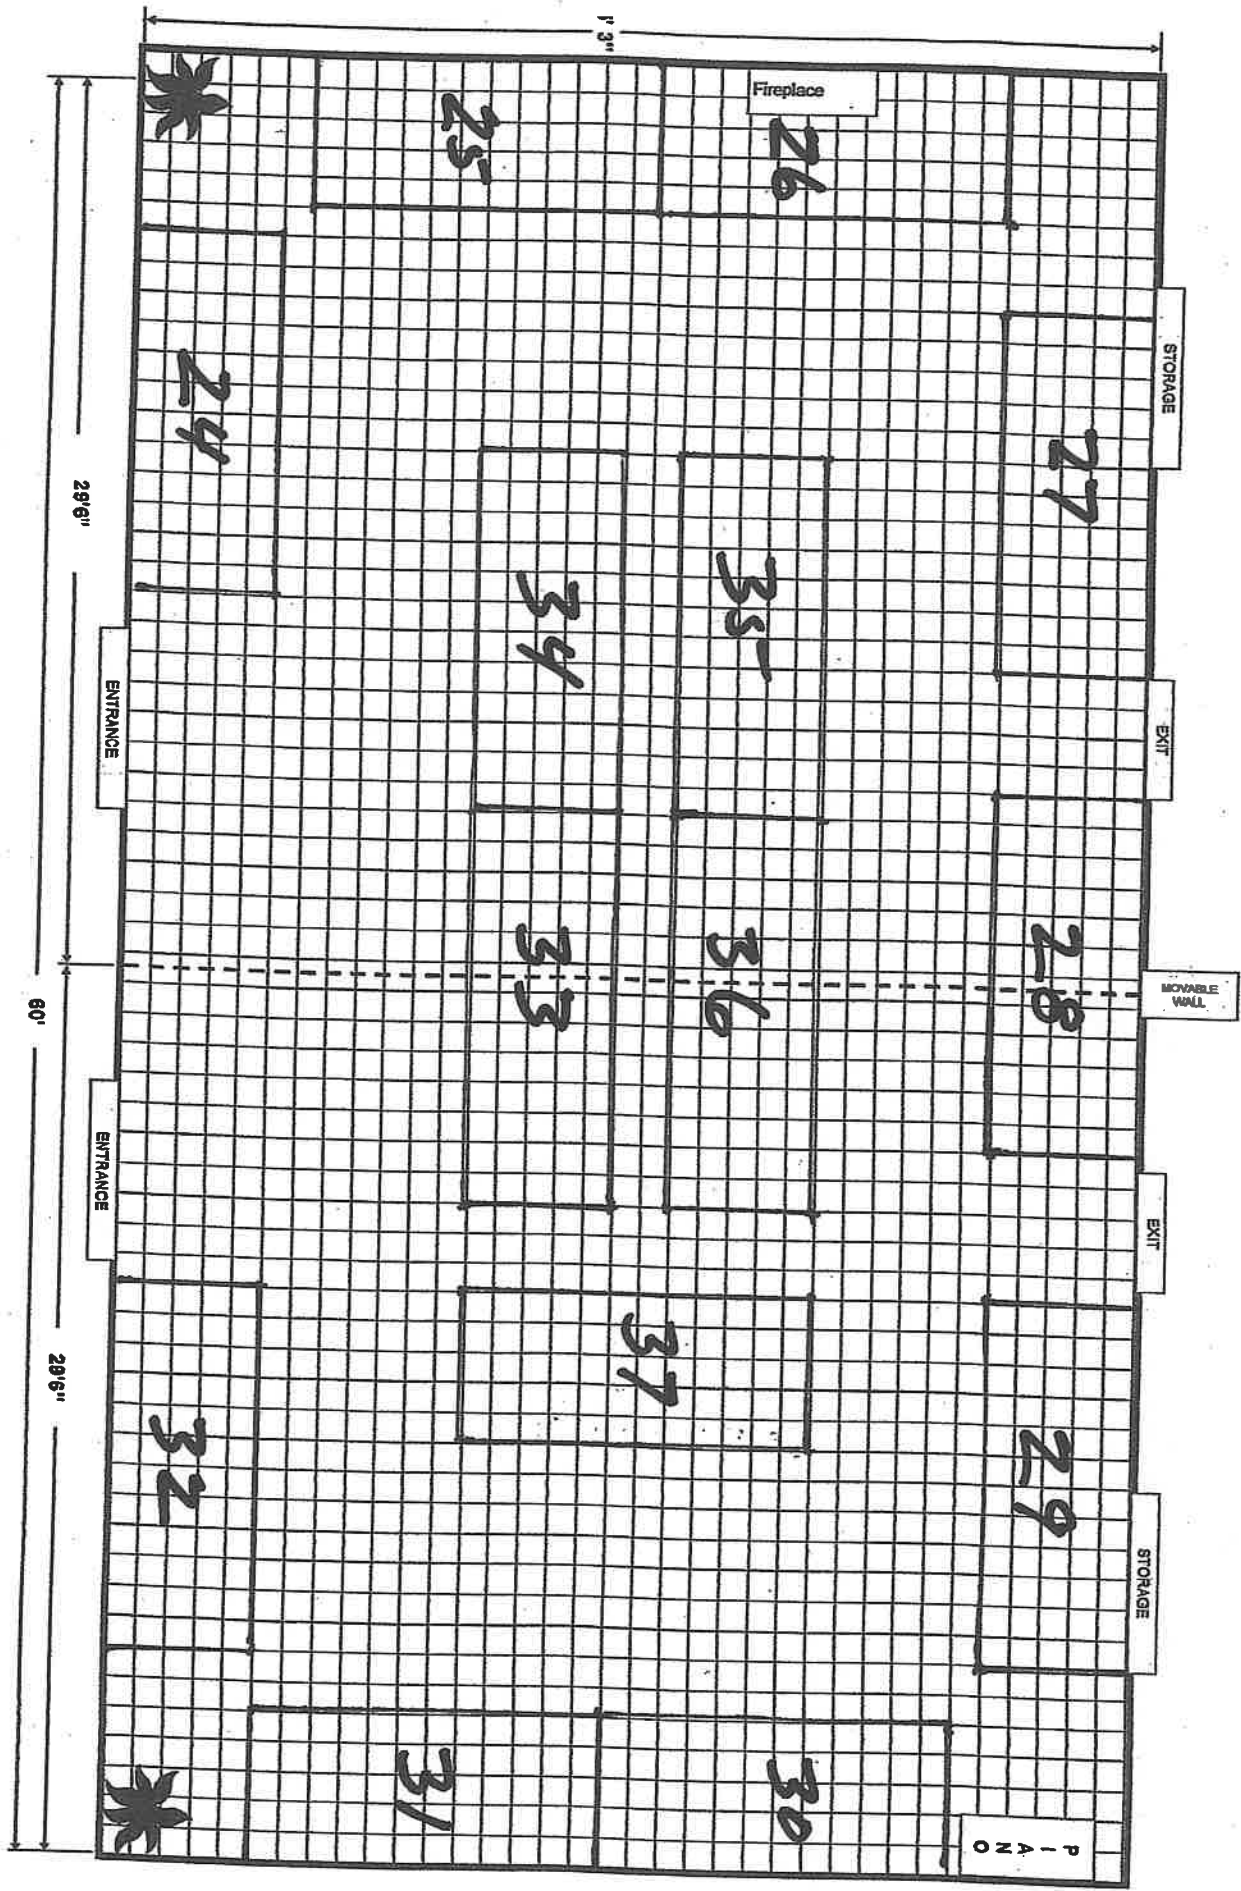 1' 3"
Fireplace
25
26
STORAGE
24
27
29'6"
34
35
ENTRANCE
EXIT
33
36
28
MOVABLE
WALL
60'
ENTRANCE
EXIT
37
29'6"
32
29
STORAGE
31
30
PIANO